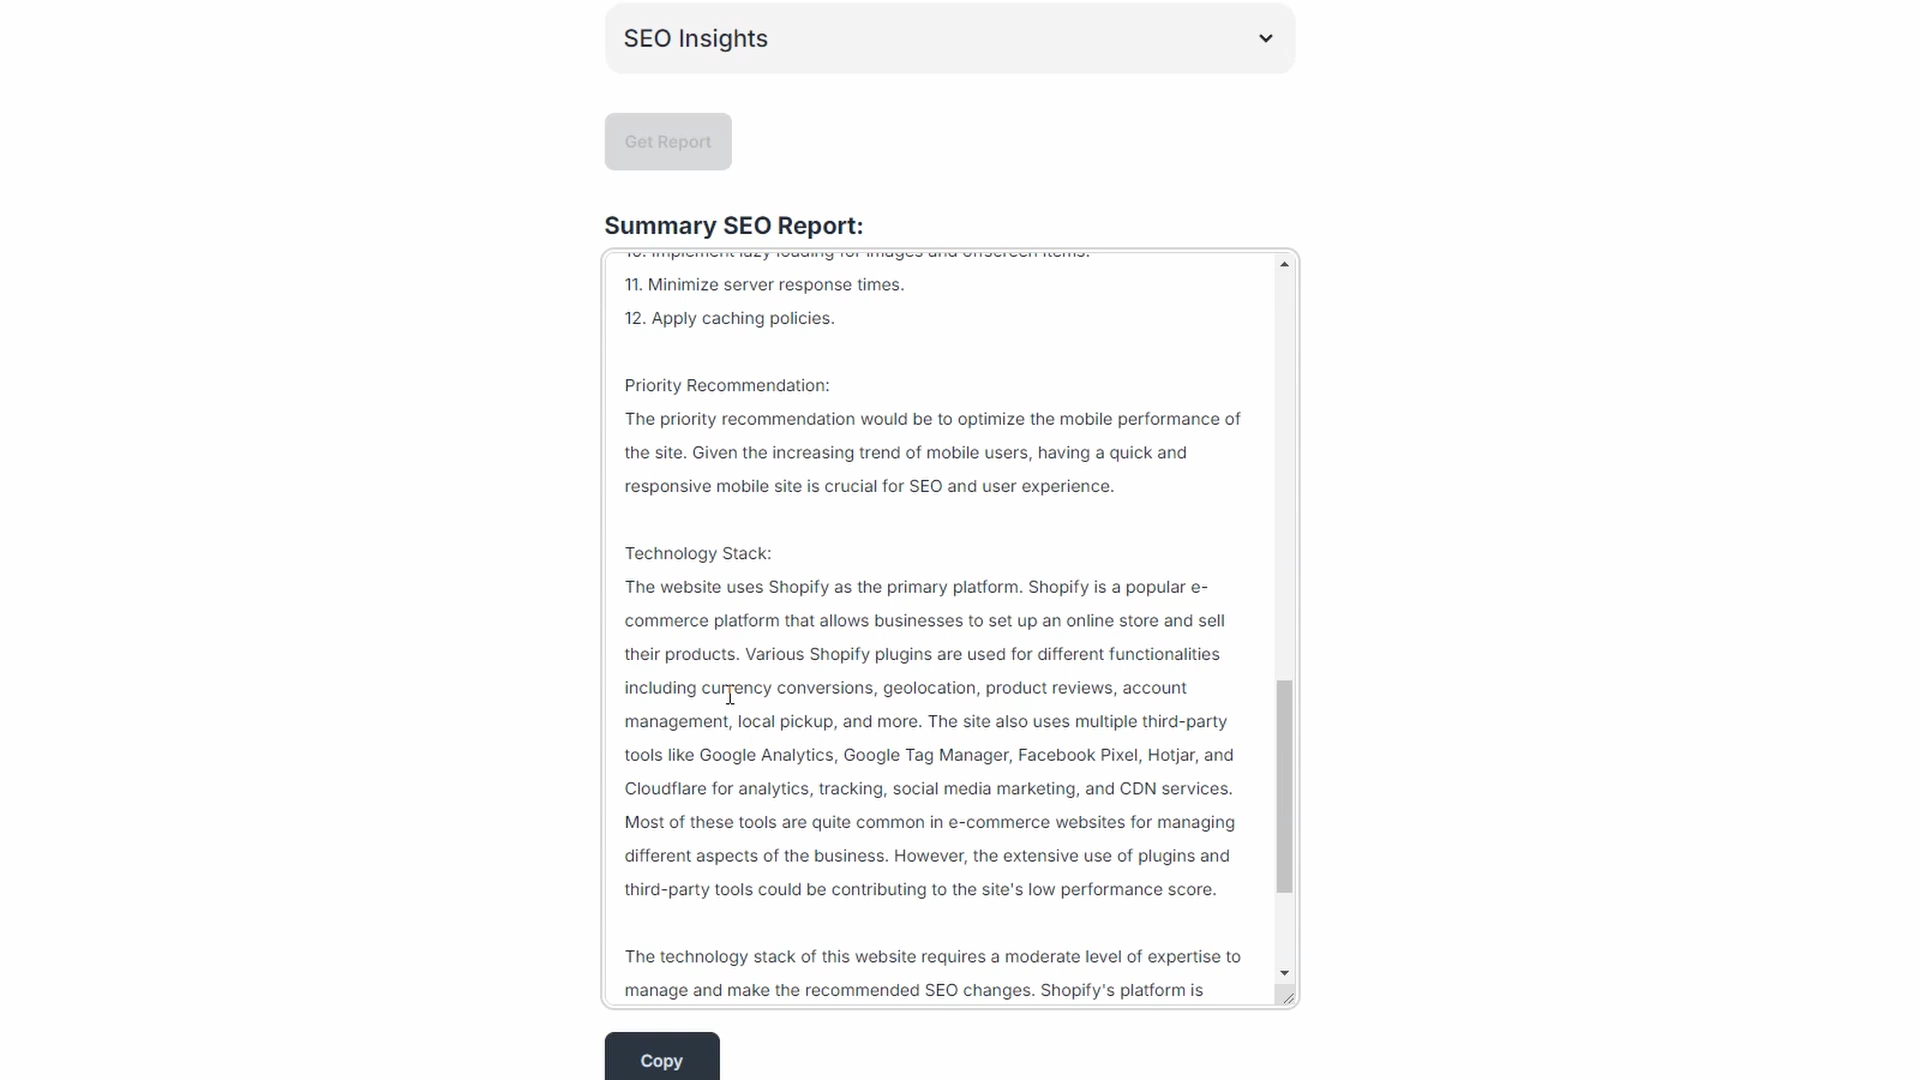 SEO Insights
Get Report
Summary SEO Report:
10. Implement lazy loading for images and offscreen items.
11. Minimize server response times.
12. Apply caching policies.
Priority Recommendation:
The priority recommendation would be to optimize the mobile performance of
the site. Given the increasing trend of mobile users, having a quick and
responsive mobile site is crucial for SEO and user experience.
Technology Stack:
The website uses Shopify as the primary platform. Shopify is a popular e-
commerce platform that allows businesses to set up an online store and sell
their products. Various Shopify plugins are used for different functionalities
including currency conversions, geolocation, product reviews, account
management, local pickup, and more. The site also uses multiple third-party
tools like Google Analytics, Google Tag Manager, Facebook Pixel, Hotjar, and
Cloudflare for analytics, tracking, social media marketing, and CDN services.
Most of these tools are quite common in e-commerce websites for managing
different aspects of the business. However, the extensive use of plugins and
third-party tools could be contributing to the site's low performance score.
The technology stack of this website requires a moderate level of expertise to
manage and make the recommended SEO changes. Shopify's platform is
Copy